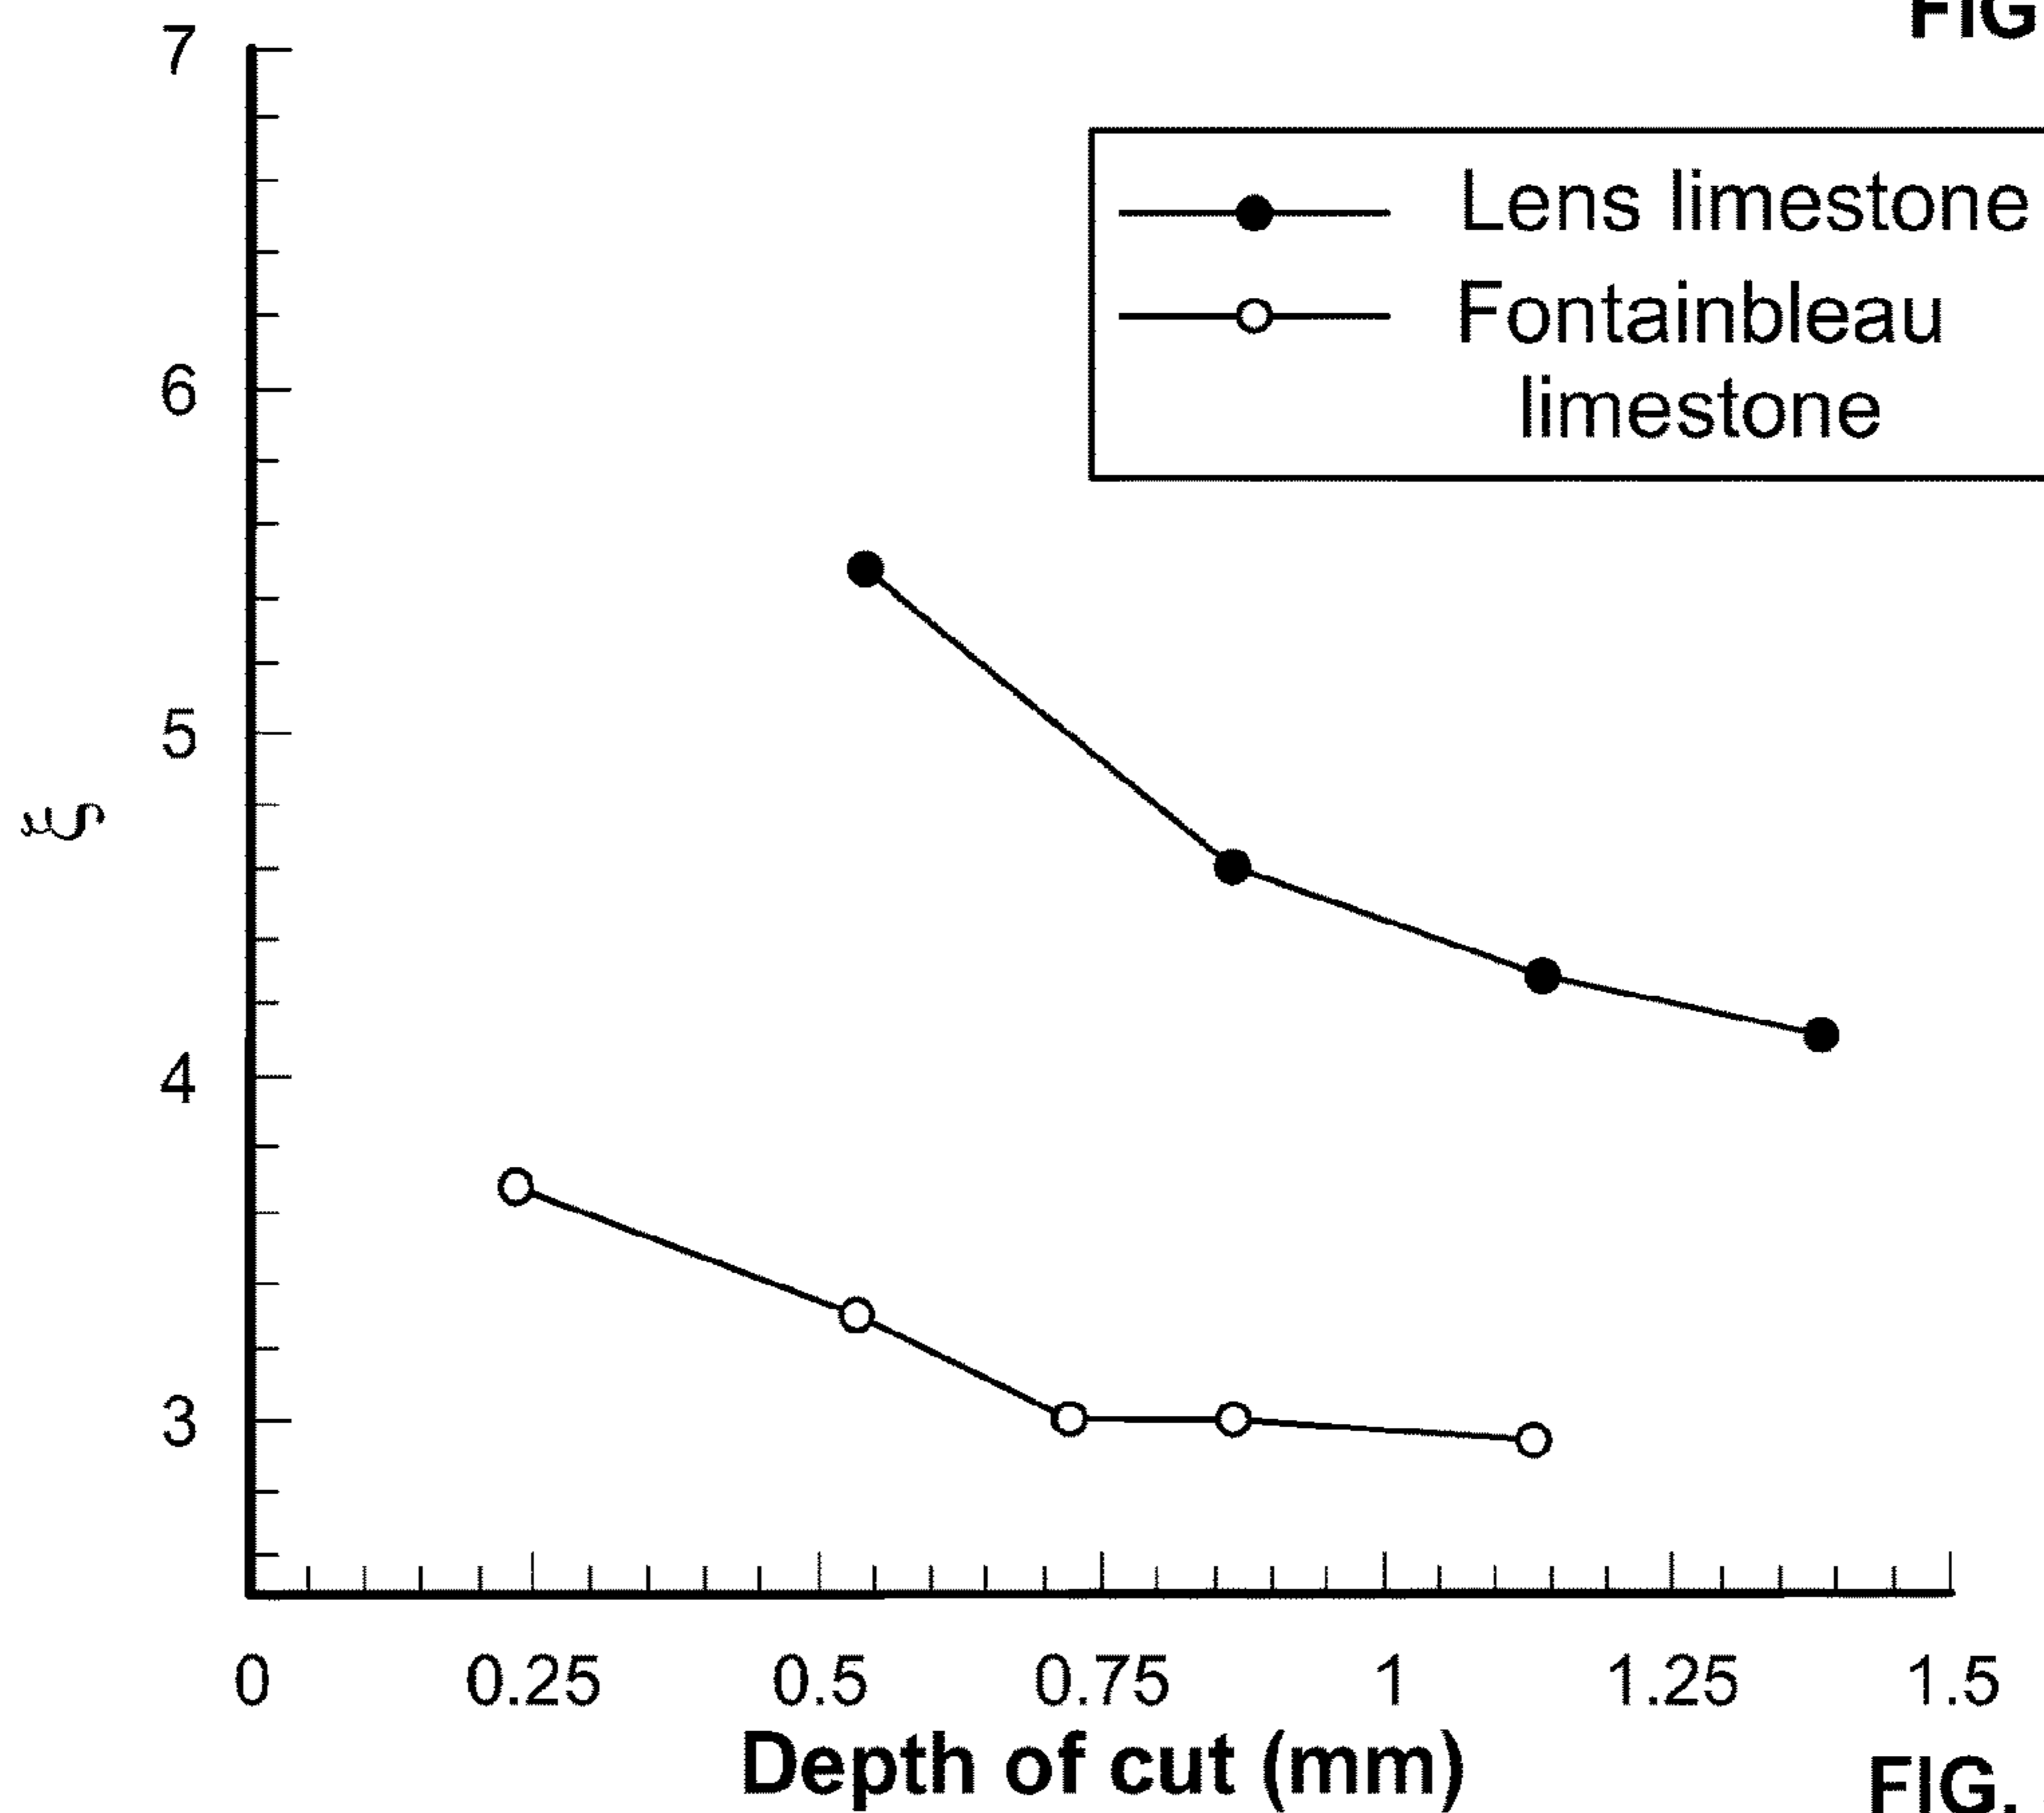 FIG
7
Lens limestone
Fontainbleau
limestone
6
5
ξ
4
3
0 0.25 0.5 0.75 1 1.25 1.5
Depth of cut (mm)
FIG.